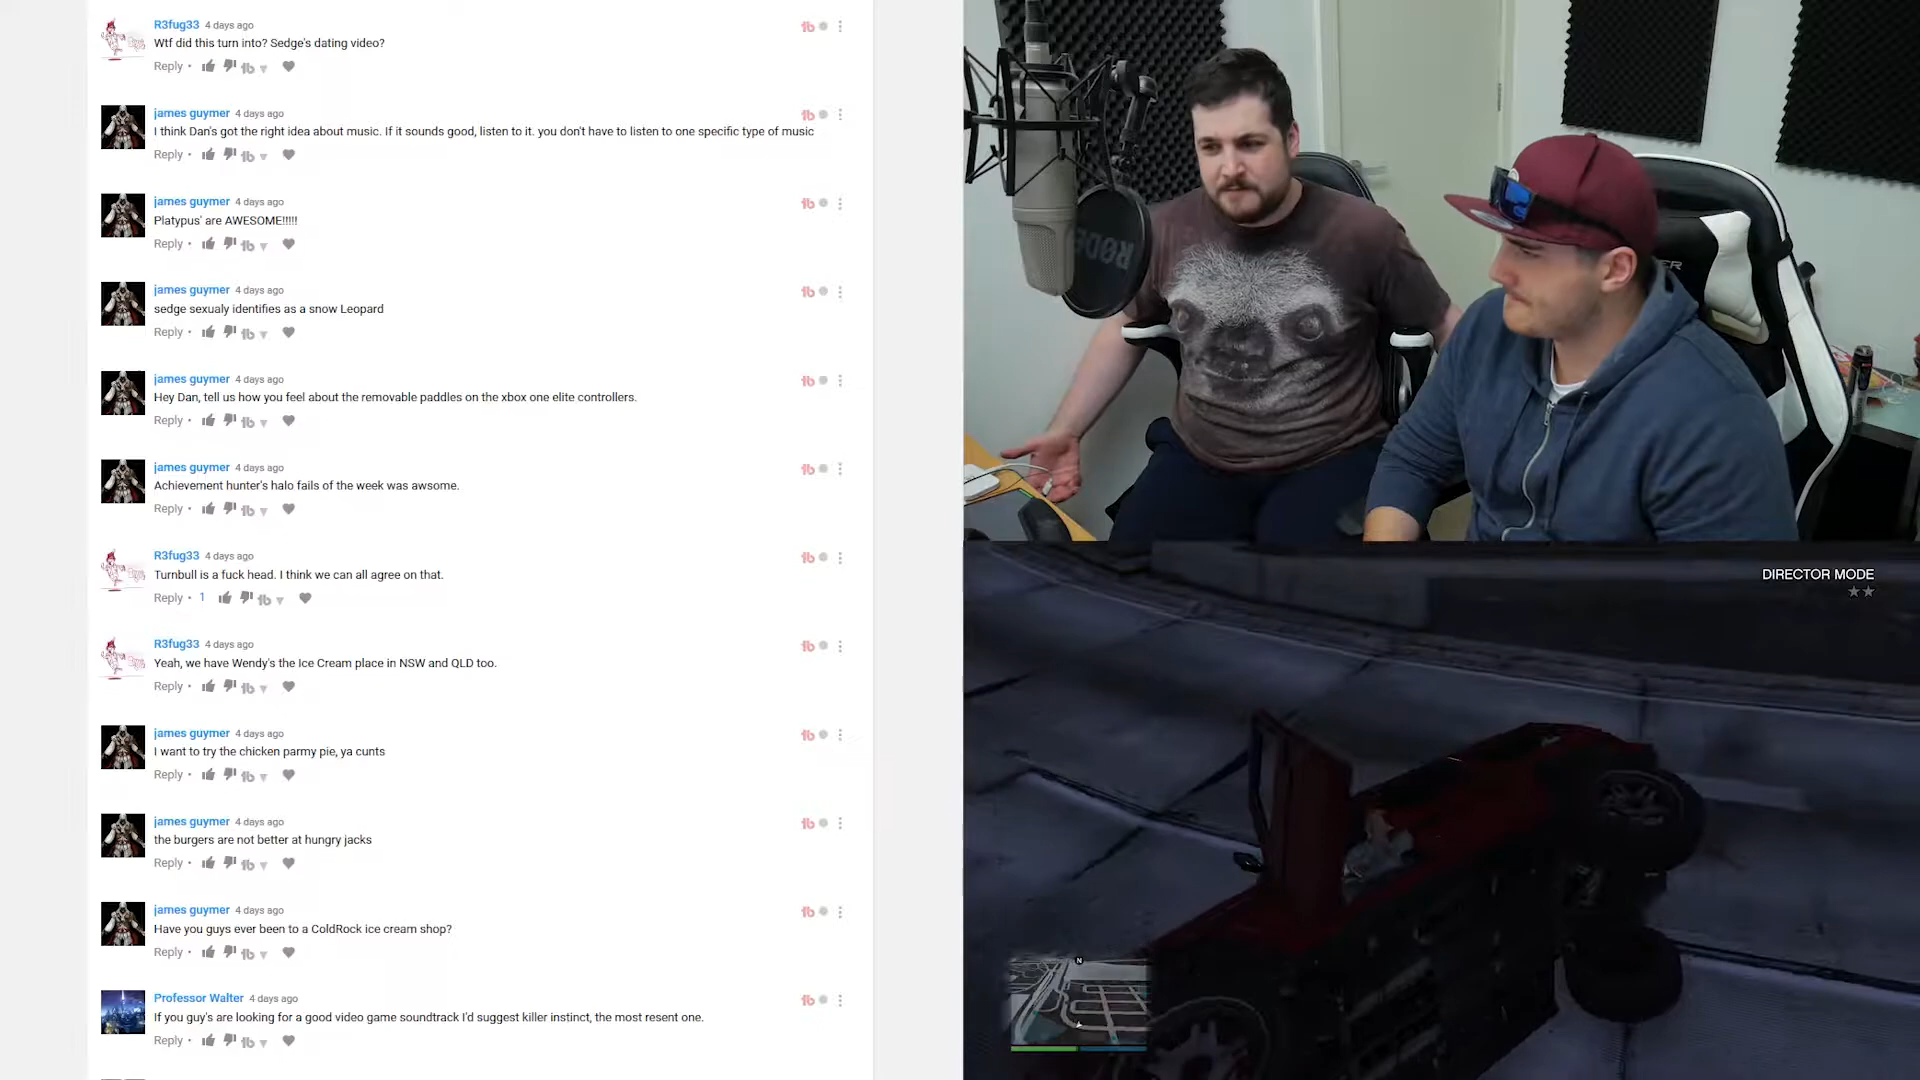 R3fug33 4 days ago
Wtf did this turn into? Sedge's dating video?
Reply •
james guymer 4 days ago
I think Dan's got the right idea about music. If it sounds good, listen to it. you don't have to listen to one specific type of music
Reply •
james guymer 4 days ago
Platypus' are AWESOME!!!!!
Reply •
james guymer 4 days ago
sedge sexualy identifies as a snow Leopard
Reply •
james guymer 4 days ago
Hey Dan, tell us how you feel about the removable paddles on the xbox one elite controllers.
Reply •
james guymer 4 days ago
Achievement hunter's halo fails of the week was awsome.
Reply •
R3fug33 4 days ago
Turnbull is a fuck head. I think we can all agree on that.
Reply • 1
R3fug33 4 days ago
Yeah, we have Wendy's the Ice Cream place in NSW and QLD too.
Reply •
james guymer 4 days ago
I want to try the chicken parmy pie, ya cunts
Reply •
james guymer 4 days ago
the burgers are not better at hungry jacks
Reply •
james guymer 4 days ago
Have you guys ever been to a ColdRock ice cream shop?
Reply •
Professor Walter 4 days ago
If you guy's are looking for a good video game soundtrack I'd suggest killer instinct, the most resent one.
Reply •
RØDE
DIRECTOR MODE
N